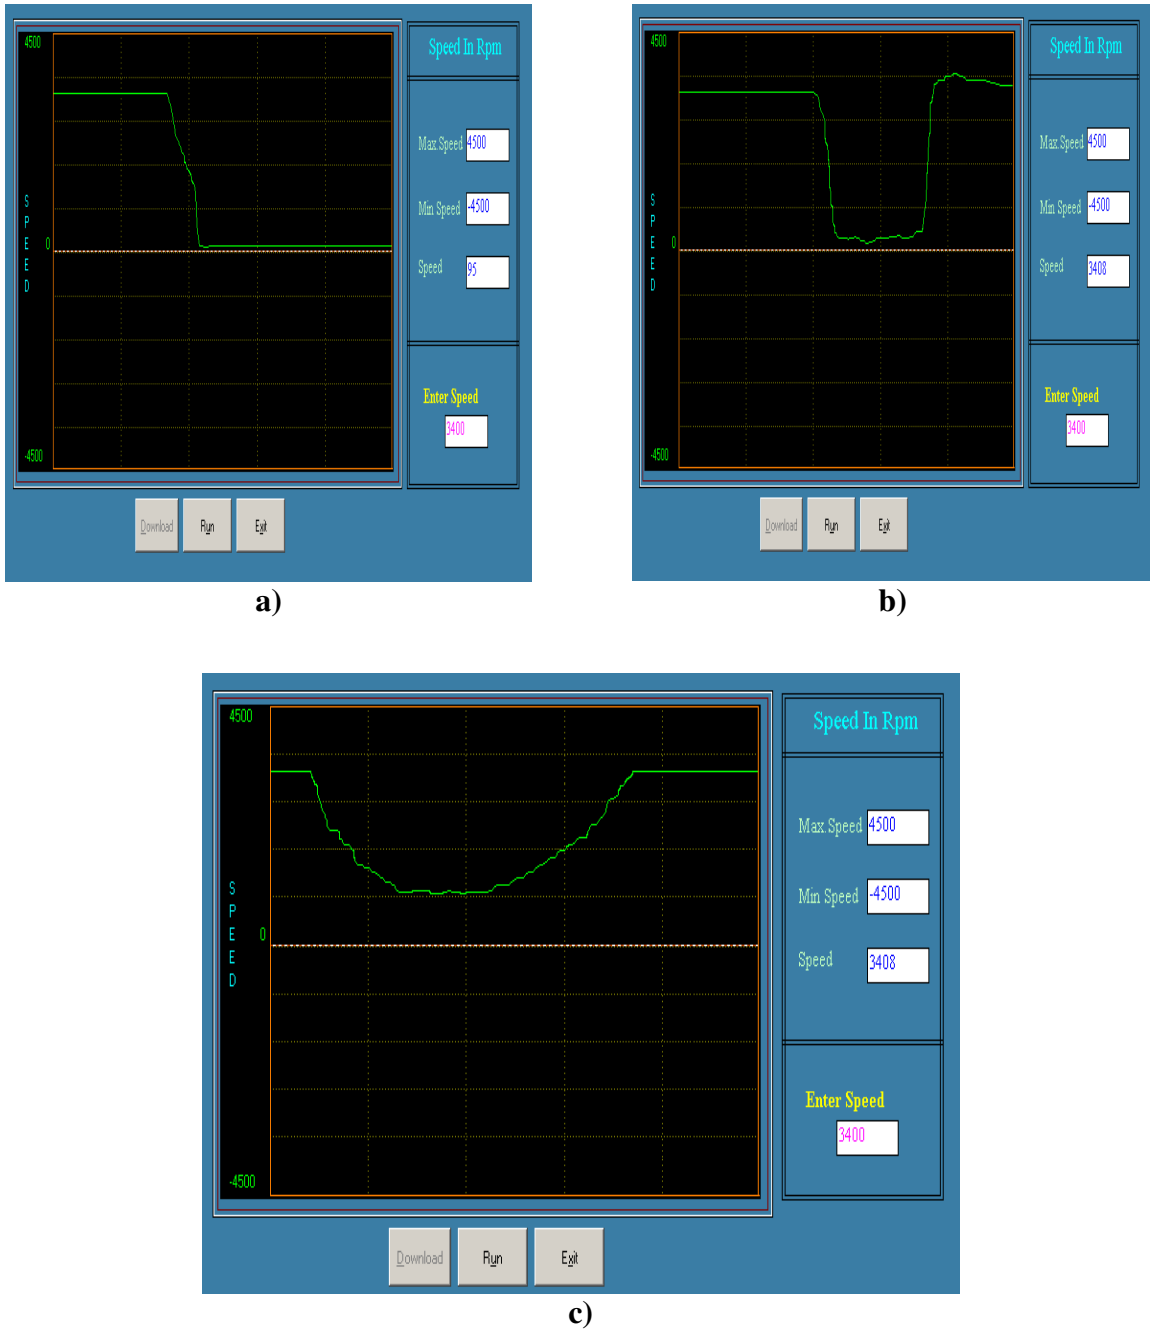 4500
Speed In Rpm
Max.Speed 4500
Min Speed -4500
S
P
E
E
D
0
Speed 95
Enter Speed
3400
-4500
Download Run Exit
a)
4500
Speed In Rpm
Max.Speed 4500
Min Speed -4500
S
P
E
E
D
0
Speed 3408
Enter Speed
3400
-4500
Download Run Exit
b)
4500
Speed In Rpm
Max.Speed 4500
Min Speed -4500
S
P
E
E
D
0
Speed 3408
Enter Speed
3400
-4500
Download Run Exit
c)